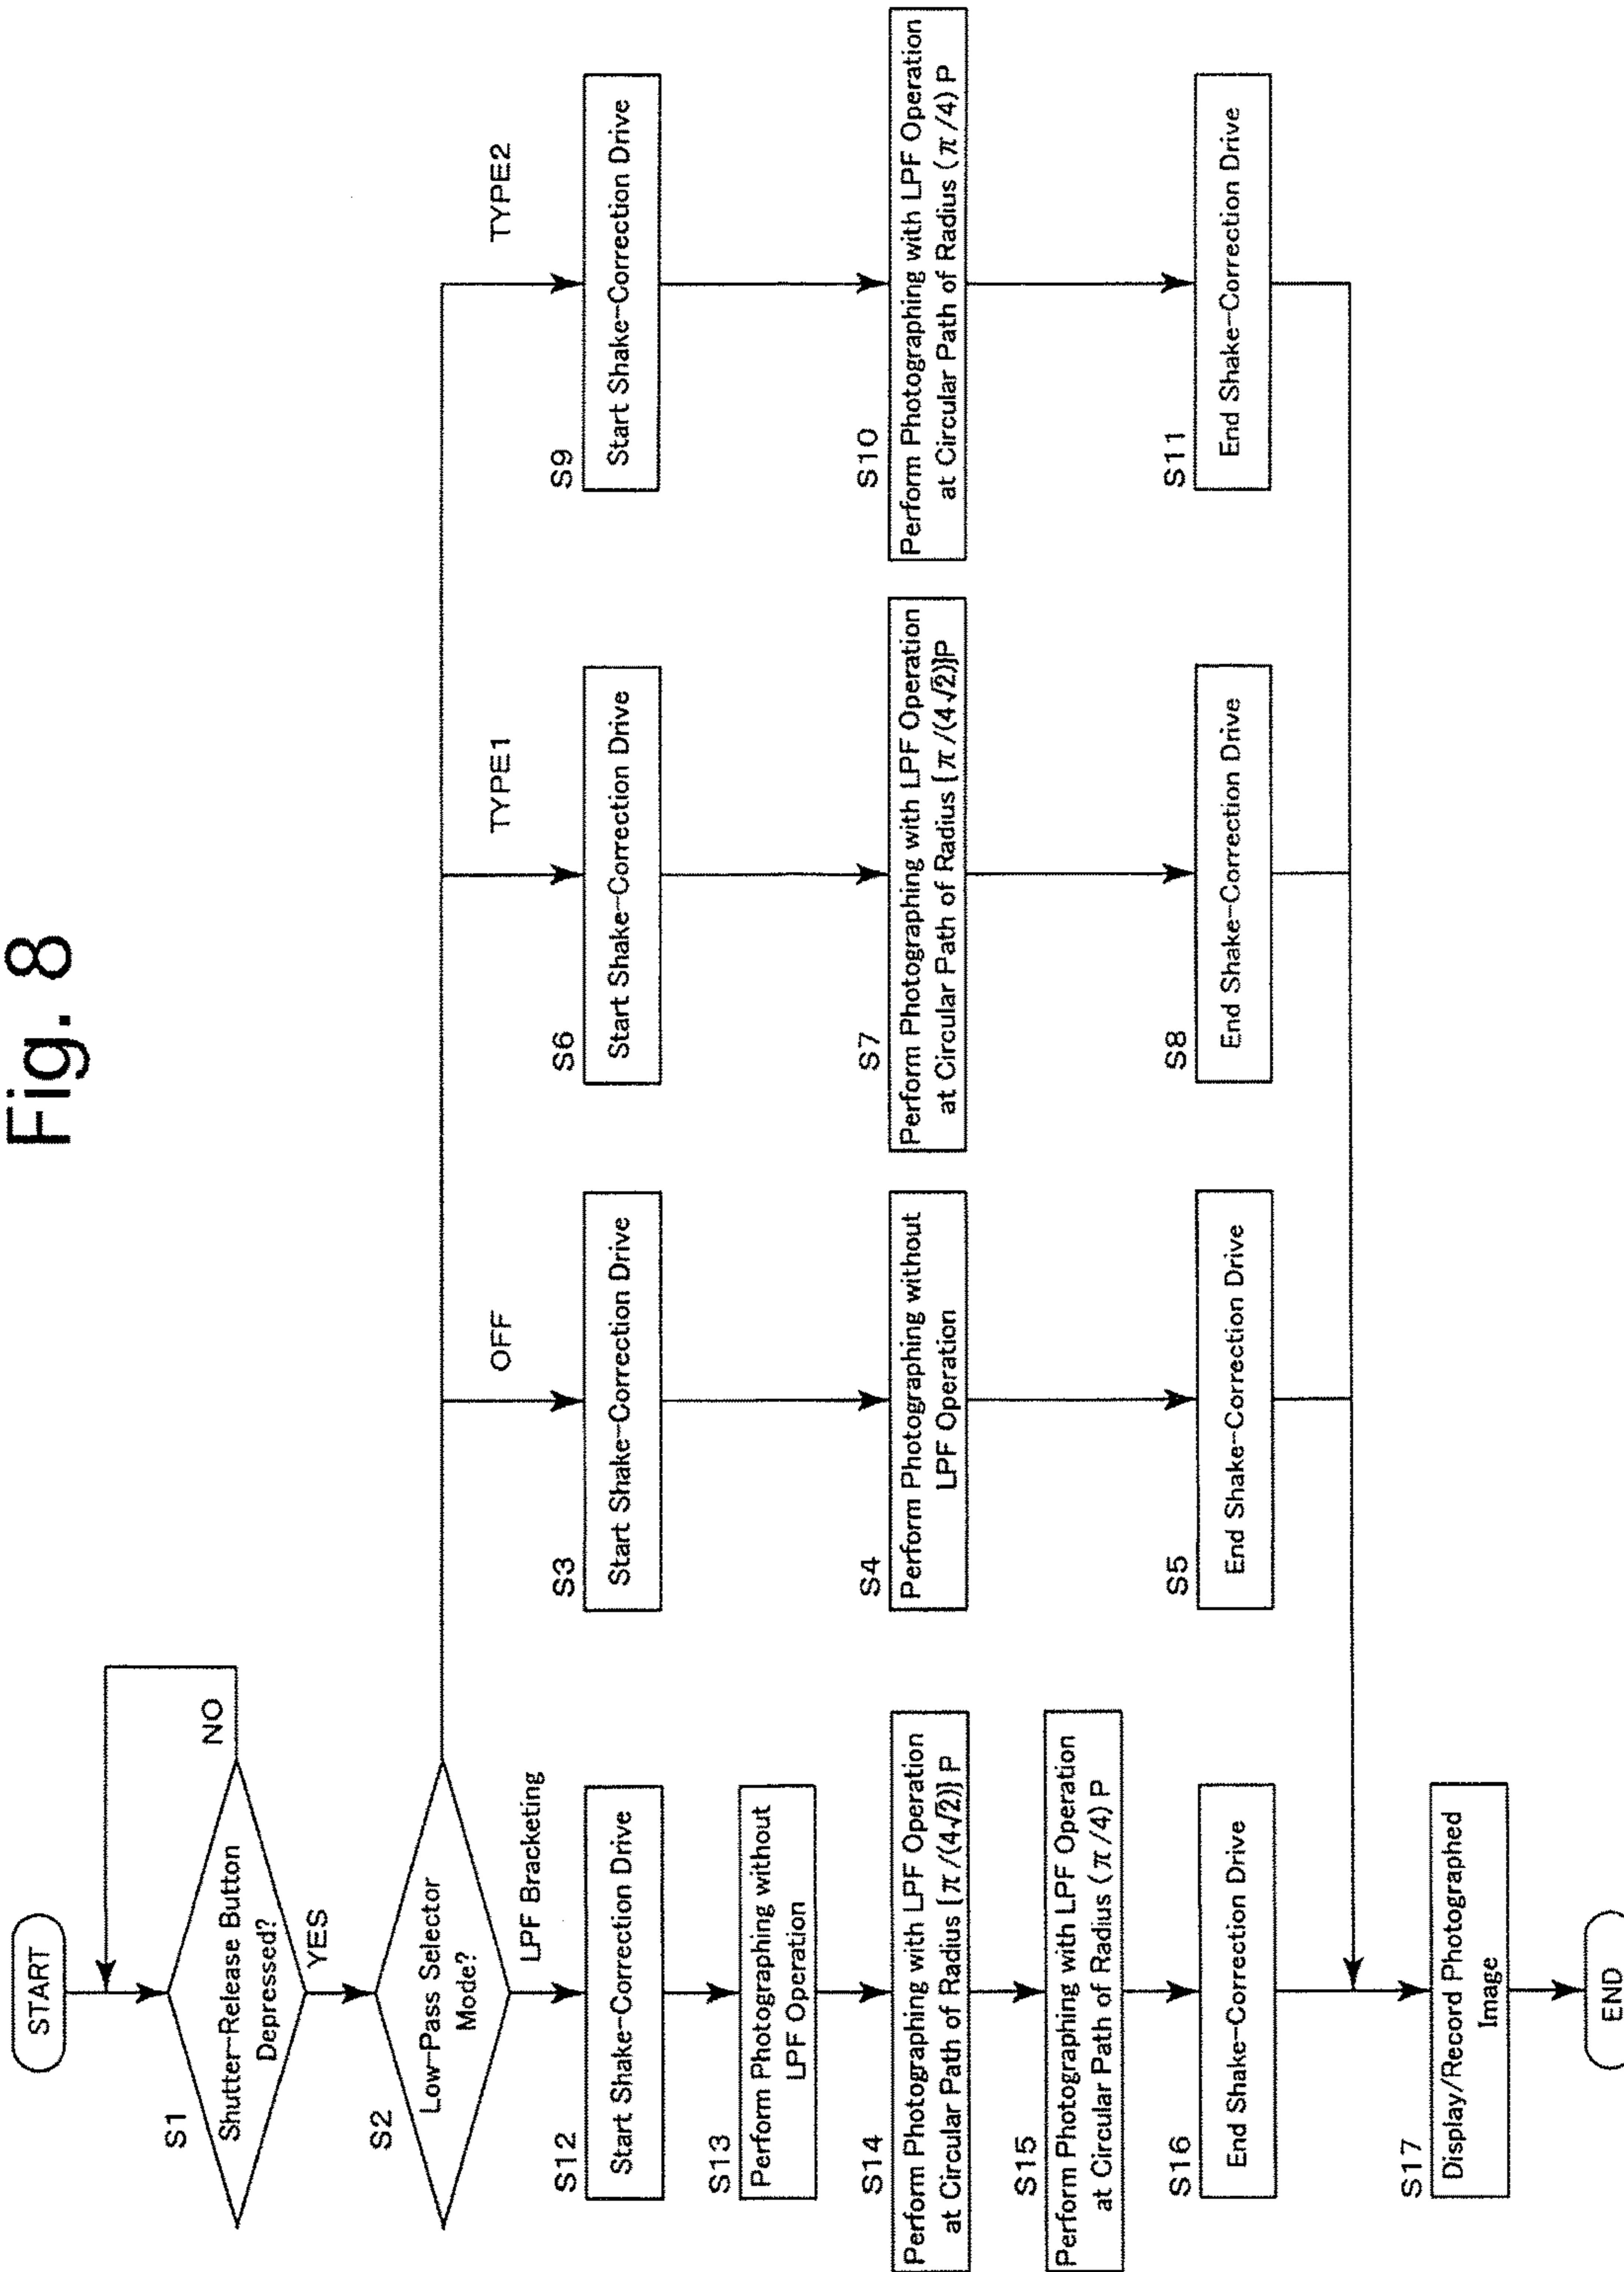 Fig. 8
START
S1
Shutter-Release Button
Depressed?
NO
YES
S2
Low-Pass Selector
Mode?
LPF Bracketing
OFF
TYPE1
TYPE2
S12
Start Shake-Correction Drive
S3
Start Shake-Correction Drive
S6
Start Shake-Correction Drive
S9
Start Shake-Correction Drive
S13
Perform Photographing without
LPF Operation
S14
Perform Photographing with LPF Operation
at Circular Path of Radius [π/(4√2)] P
S4
Perform Photographing without
LPF Operation
S7
Perform Photographing with LPF Operation
at Circular Path of Radius [π/(4√2)]P
S10
Perform Photographing with LPF Operation
at Circular Path of Radius (π/4) P
S15
Perform Photographing with LPF Operation
at Circular Path of Radius (π/4) P
S16
End Shake-Correction Drive
S5
End Shake-Correction Drive
S8
End Shake-Correction Drive
S11
End Shake-Correction Drive
S17
Display/Record Photographed
Image
END